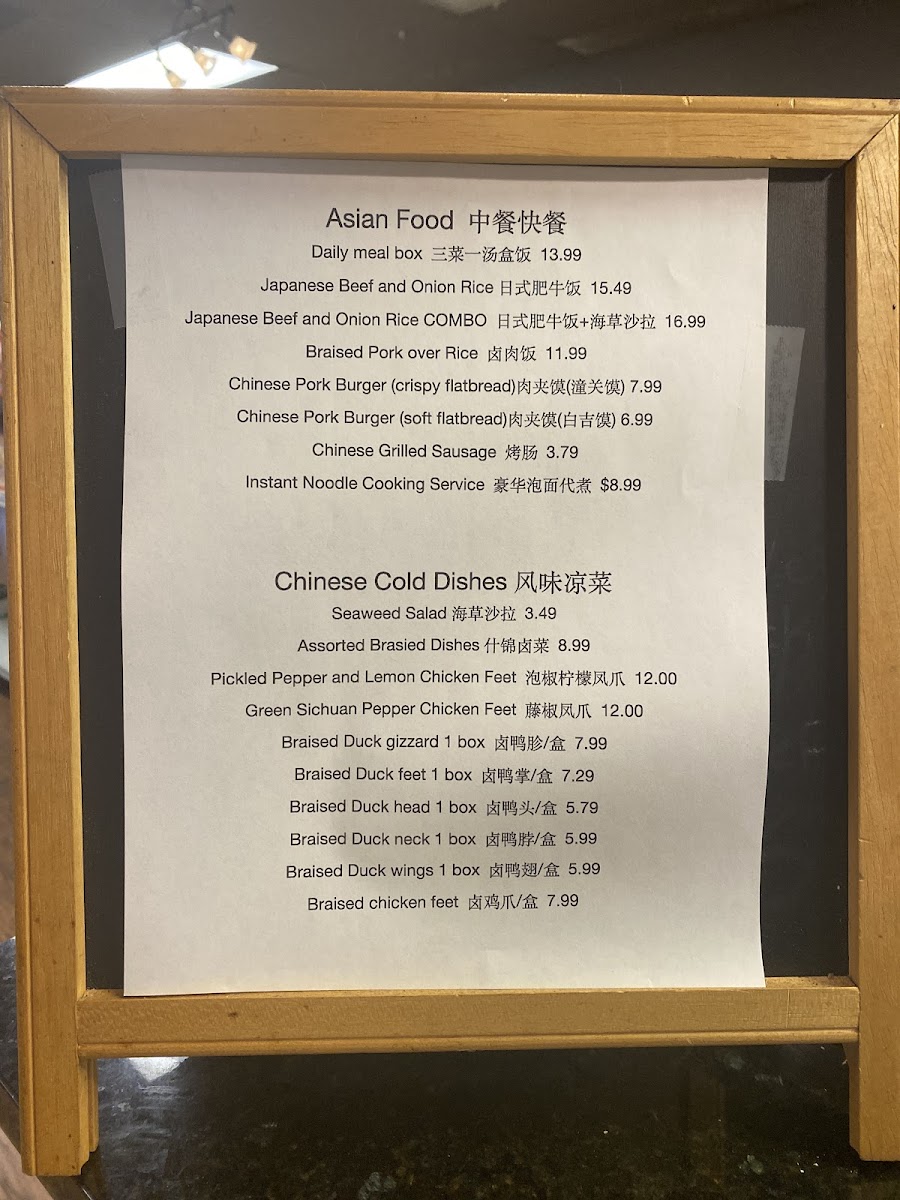 Asian Food 中餐快餐
Daily meal box 三菜一汤盒饭 13.99
Japanese Beef and Onion Rice 日式肥牛饭 15.49
Japanese Beef and Onion Rice COMBO 日式肥牛饭+海草沙拉 16.99
Braised Pork over Rice 卤肉饭 11.99
Chinese Pork Burger (crispy flatbread)肉夹馍(潼关馍) 7.99
Chinese Pork Burger (soft flatbread)肉夹馍(白吉馍) 6.99
Chinese Grilled Sausage 烤肠 3.79
Instant Noodle Cooking Service 豪华泡面代煮 $8.99
Chinese Cold Dishes 风味凉菜
Seaweed Salad 海草沙拉 3.49
Assorted Brasied Dishes 什锦卤菜 8.99
Pickled Pepper and Lemon Chicken Feet 泡椒柠檬凤爪 12.00
Green Sichuan Pepper Chicken Feet 藤椒凤爪 12.00
Braised Duck gizzard 1 box 卤鸭胗/盒 7.99
Braised Duck feet 1 box 卤鸭掌/盒 7.29
Braised Duck head 1 box 卤鸭头/盒 5.79
Braised Duck neck 1 box 卤鸭脖/盒 5.99
Braised Duck wings 1 box 卤鸭翅/盒 5.99
Braised chicken feet 卤鸡爪/盒 7.99